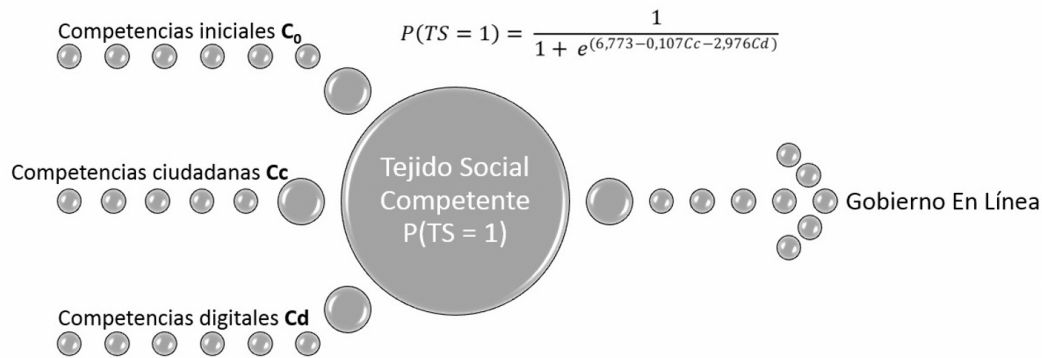 Competencias iniciales C₀
P(TS = 1) = 1 / (1 + e^(6,773−0,107Cc−2,976Cd))
Competencias ciudadanas Cc
Tejido Social
Competente
P(TS = 1)
Gobierno En Línea
Competencias digitales Cd